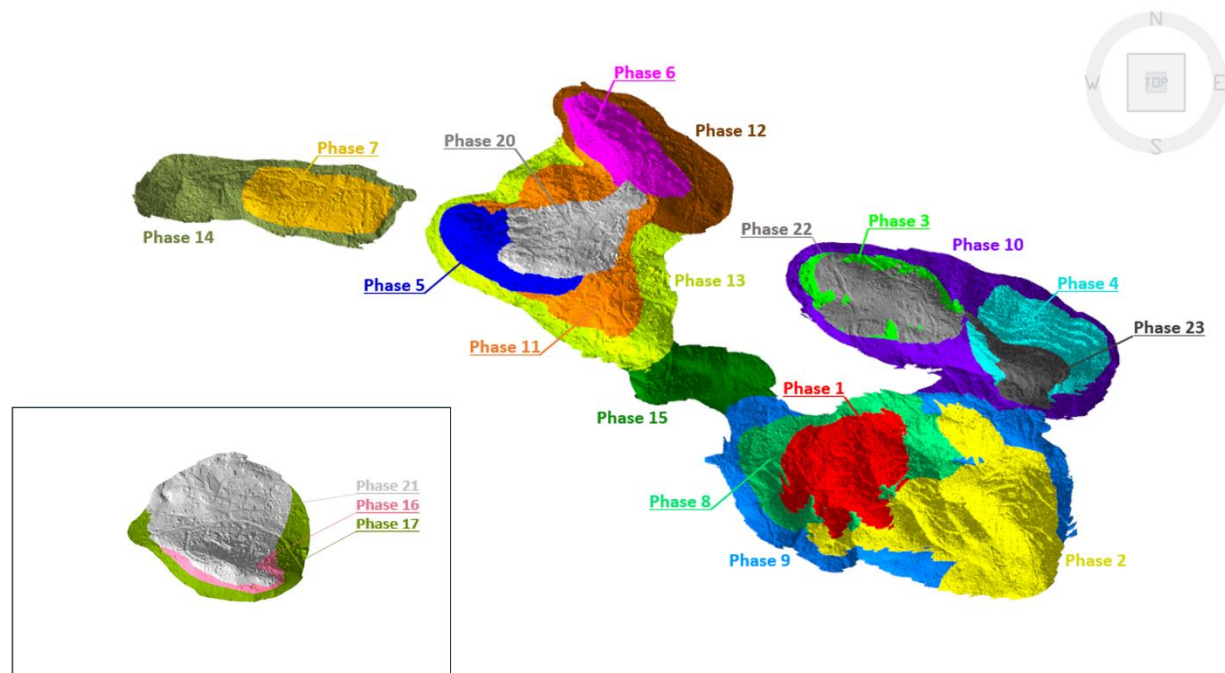 N
W
TOP
E
S
Phase 6
Phase 12
Phase 20
Phase 7
Phase 14
Phase 5
Phase 13
Phase 11
Phase 22
Phase 3
Phase 10
Phase 4
Phase 23
Phase 15
Phase 1
Phase 8
Phase 9
Phase 2
Phase 21
Phase 16
Phase 17